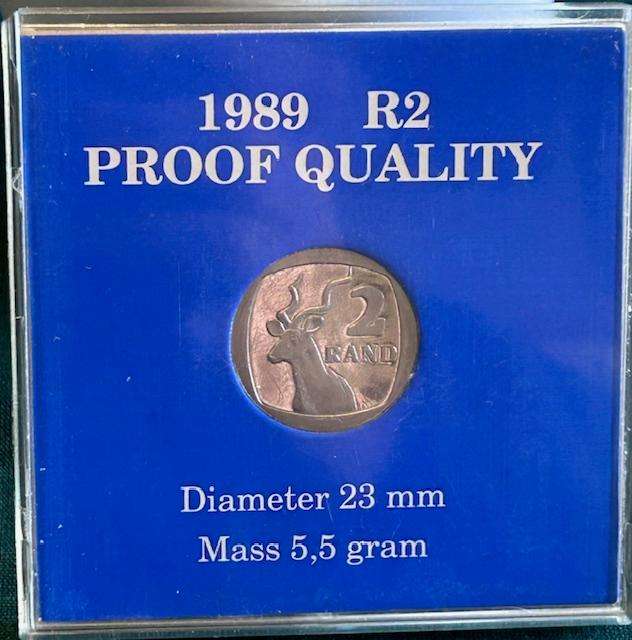 1989 R2
PROOF QUALITY
2
RAND
Diameter 23 mm
Mass 5,5 gram